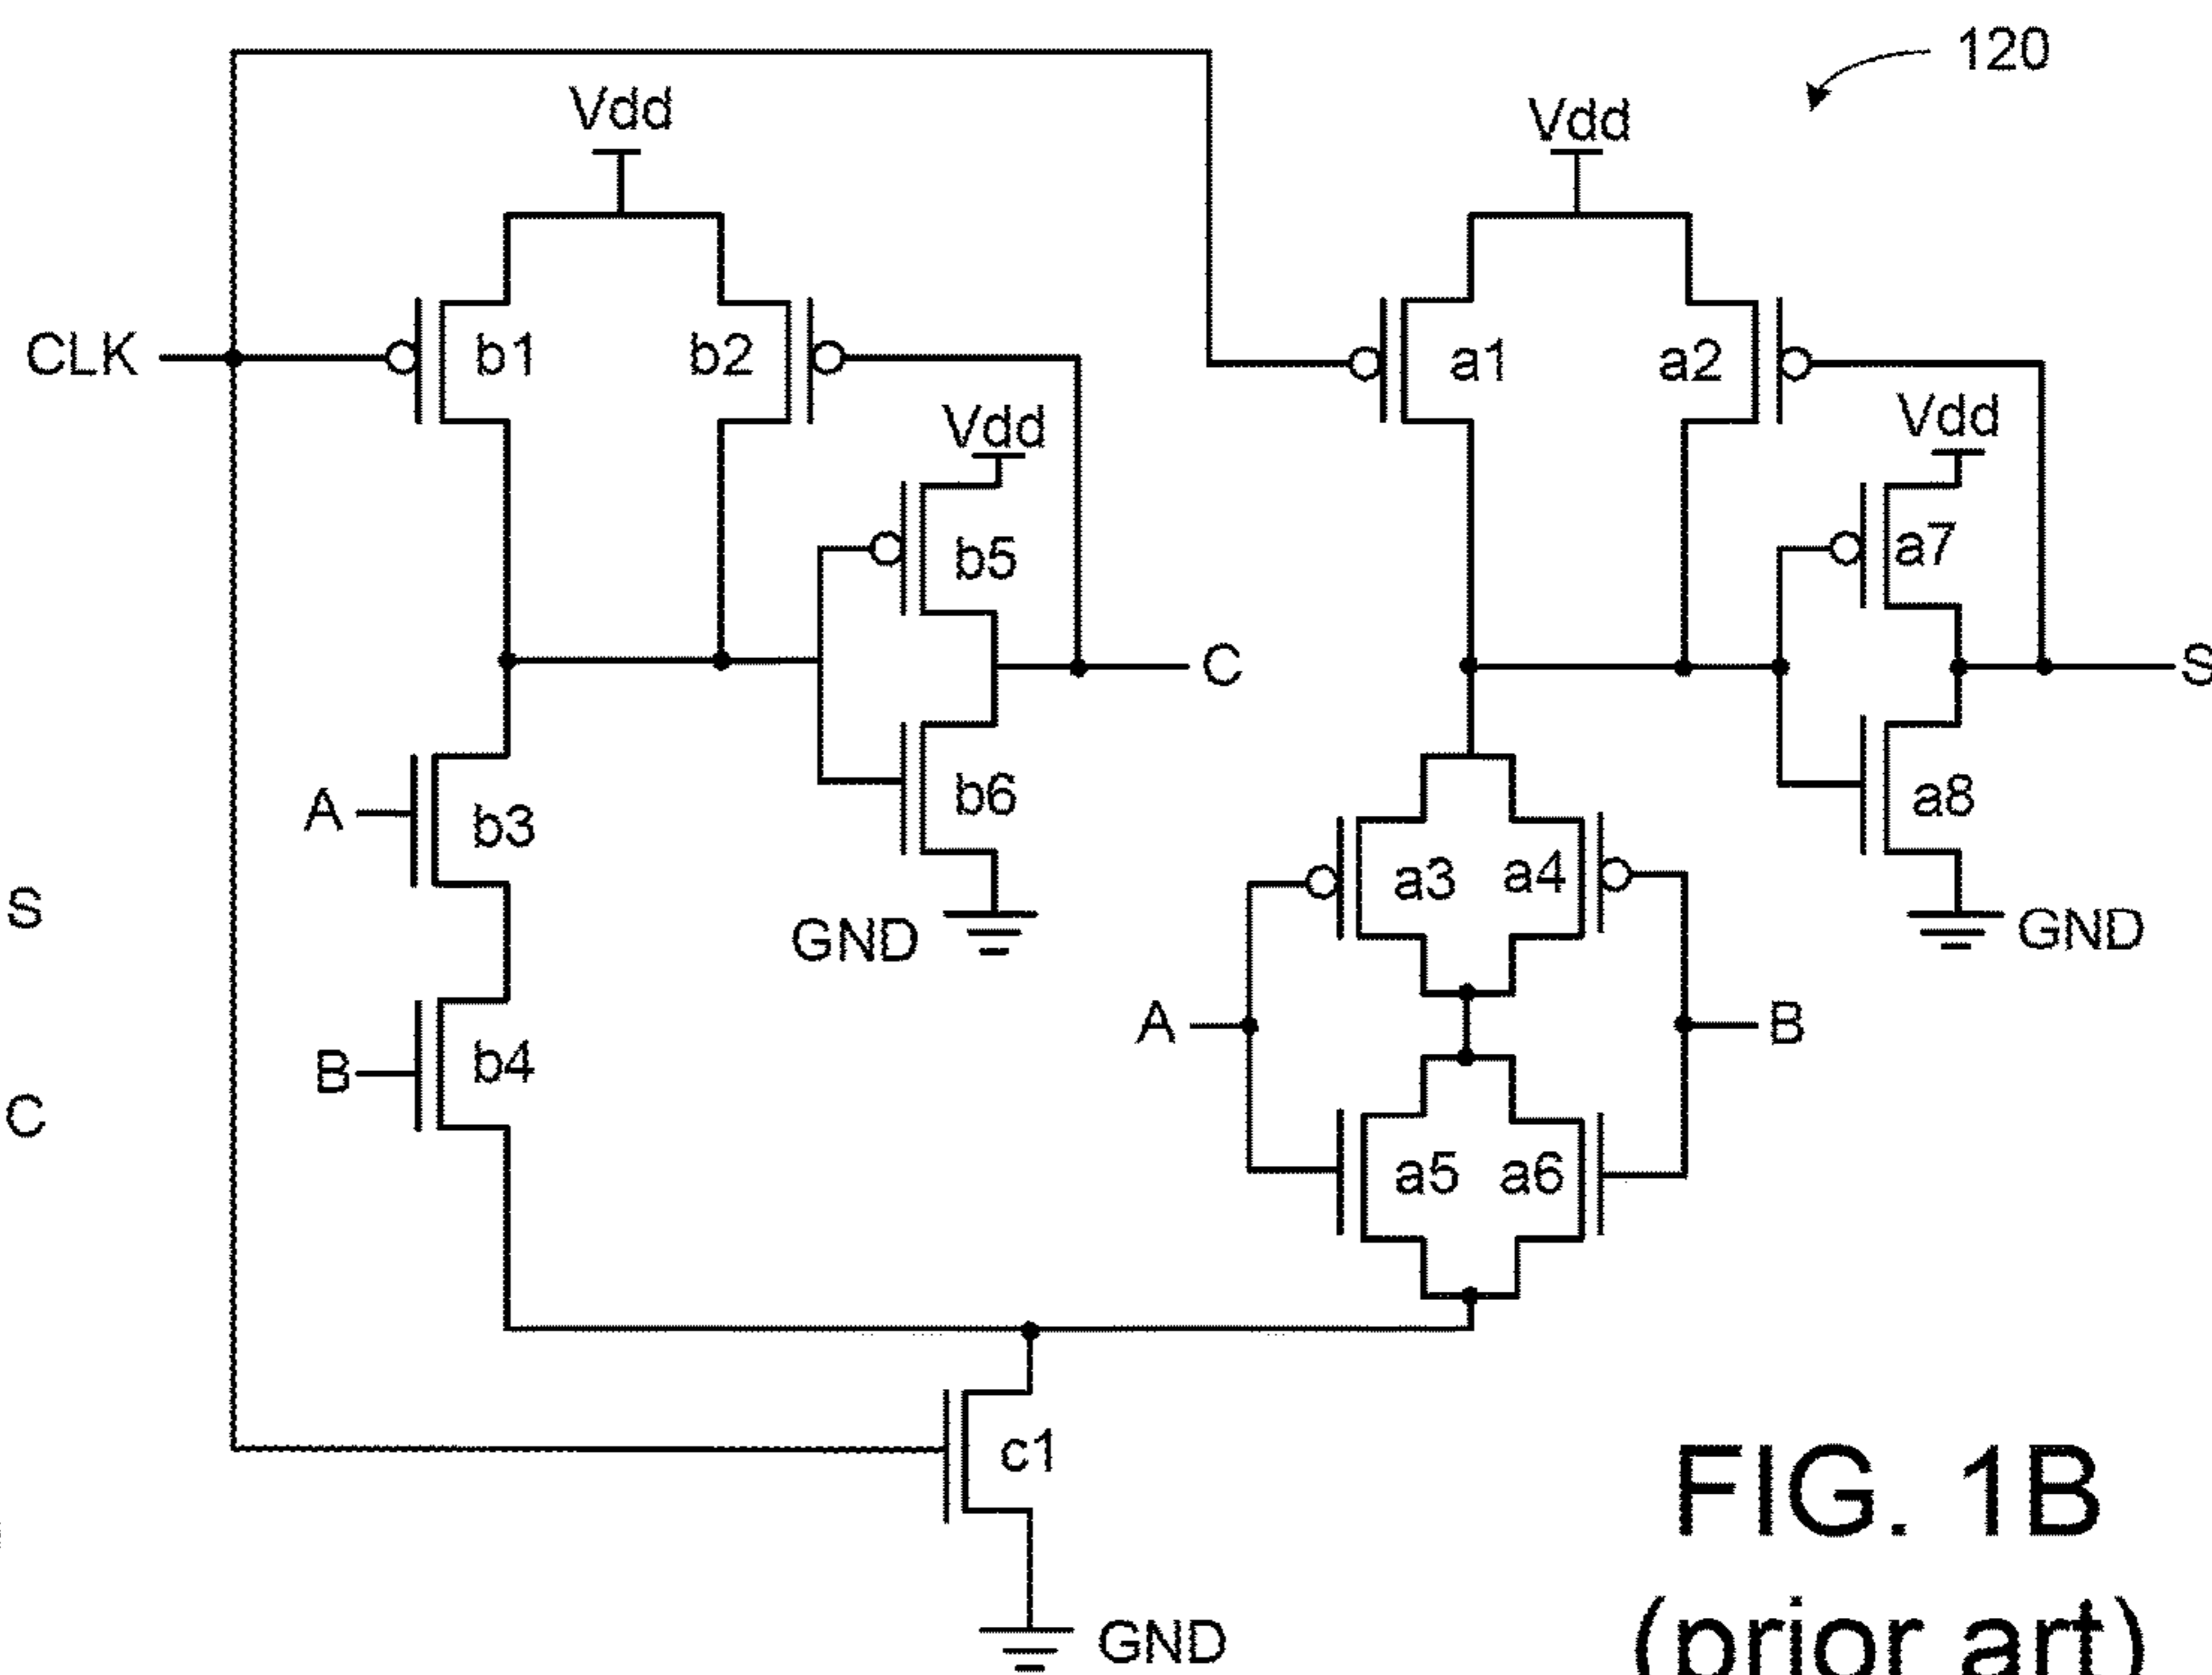 120
Vdd
Vdd
CLK
b1
b2
a1
a2
Vdd
Vdd
b5
a7
C
S
A
b3
b6
a8
S
a3
a4
GND
GND
A
B
B
b4
C
a5
a6
c1
FIG. 1B
GND
(prior art)